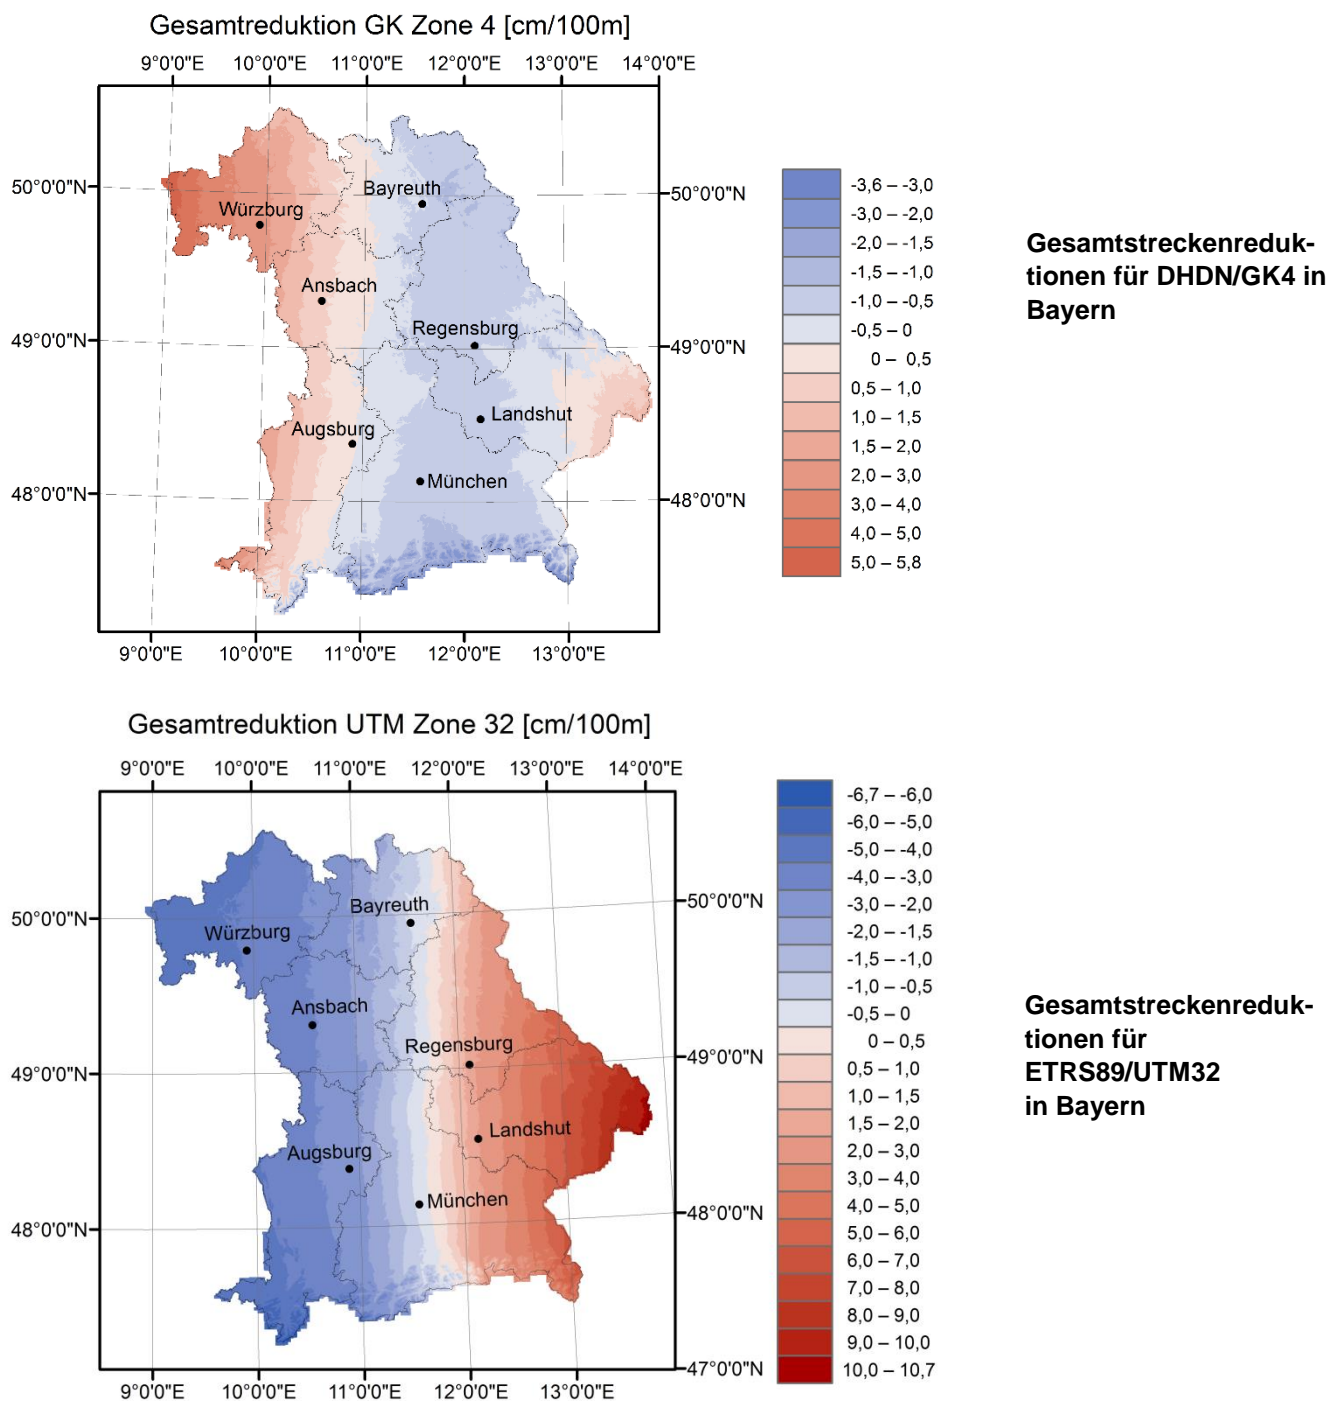 Gesamtreduktion GK Zone 4 [cm/100m]
9°0'0"E 10°0'0"E 11°0'0"E 12°0'0"E 13°0'0"E 14°0'0"E
50°0'0"N
49°0'0"N
48°0'0"N
Bayreuth
Würzburg
Ansbach
Regensburg
Landshut
Augsburg
München
50°0'0"N
49°0'0"N
48°0'0"N
9°0'0"E 10°0'0"E 11°0'0"E 12°0'0"E 13°0'0"E
-3,6 – -3,0
-3,0 – -2,0
-2,0 – -1,5
-1,5 – -1,0
-1,0 – -0,5
-0,5 – 0
0 – 0,5
0,5 – 1,0
1,0 – 1,5
1,5 – 2,0
2,0 – 3,0
3,0 – 4,0
4,0 – 5,0
5,0 – 5,8
Gesamtstreckenreduk-
tionen für DHDN/GK4 in
Bayern
Gesamtreduktion UTM Zone 32 [cm/100m]
9°0'0"E 10°0'0"E 11°0'0"E 12°0'0"E 13°0'0"E 14°0'0"E
50°0'0"N
49°0'0"N
48°0'0"N
Bayreuth
Würzburg
Ansbach
Regensburg
Landshut
Augsburg
München
50°0'0"N
49°0'0"N
48°0'0"N
47°0'0"N
9°0'0"E 10°0'0"E 11°0'0"E 12°0'0"E 13°0'0"E
-6,7 – -6,0
-6,0 – -5,0
-5,0 – -4,0
-4,0 – -3,0
-3,0 – -2,0
-2,0 – -1,5
-1,5 – -1,0
-1,0 – -0,5
-0,5 – 0
0 – 0,5
0,5 – 1,0
1,0 – 1,5
1,5 – 2,0
2,0 – 3,0
3,0 – 4,0
4,0 – 5,0
5,0 – 6,0
6,0 – 7,0
7,0 – 8,0
8,0 – 9,0
9,0 – 10,0
10,0 – 10,7
Gesamtstreckenreduk-
tionen für
ETRS89/UTM32
in Bayern